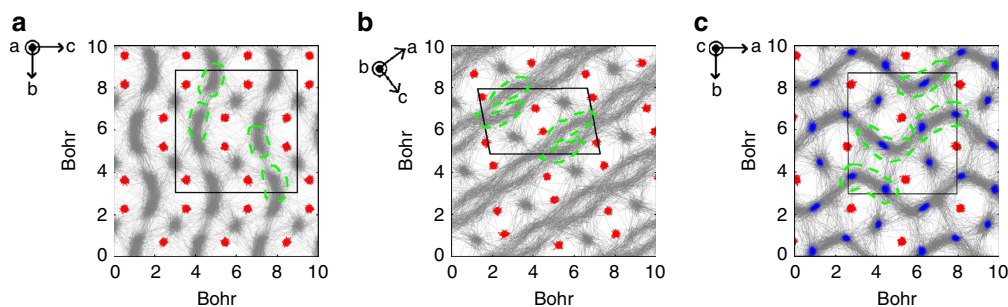 a b c
a c b
b a c
c a b
10 10 10
8 8 8
6 6 6
4 4 4
2 2 2
0 0 0
Bohr Bohr Bohr
0 2 4 6 8 10 0 2 4 6 8 10 0 2 4 6 8 10
Bohr Bohr Bohr